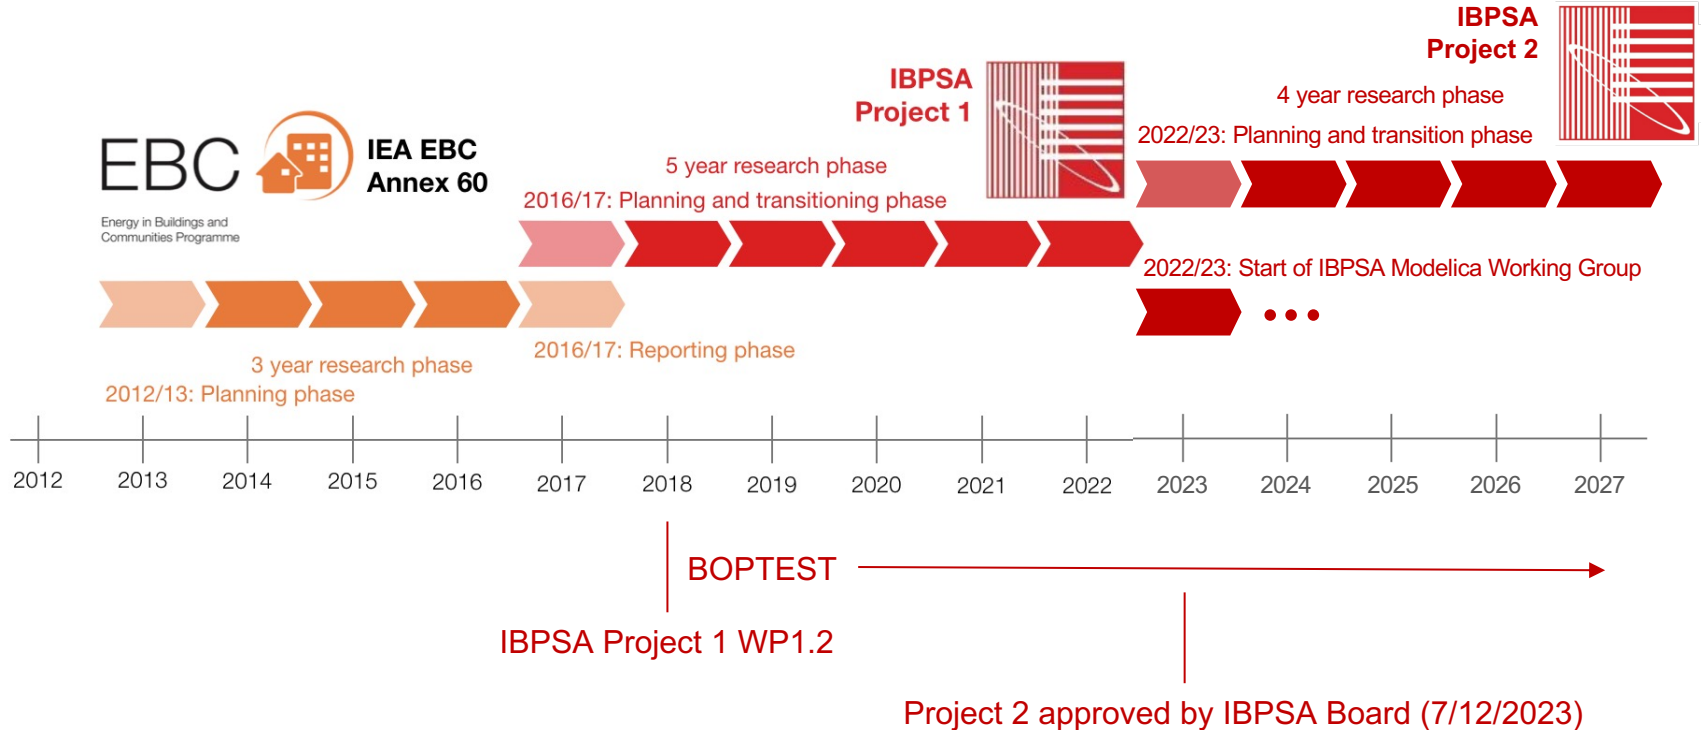 IBPSA
Project 2
4 year research phase
2022/23: Planning and transition phase
IBPSA
Project 1
5 year research phase
2016/17: Planning and transitioning phase
EBC
Energy in Buildings and
Communities Programme
IEA EBC
Annex 60
2022/23: Start of IBPSA Modelica Working Group
2016/17: Reporting phase
3 year research phase
2012/13: Planning phase
2012 2013 2014 2015 2016 2017 2018 2019 2020 2021 2022 2023 2024 2025 2026 2027
BOPTEST
IBPSA Project 1 WP1.2
Project 2 approved by IBPSA Board (7/12/2023)